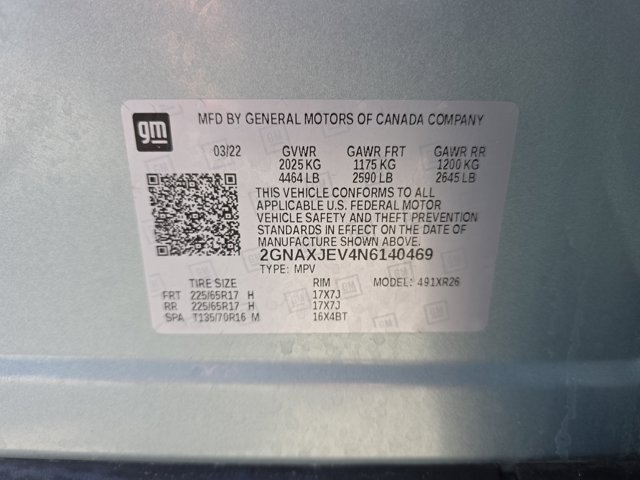 gm
MFD BY GENERAL MOTORS OF CANADA COMPANY
03/22 GVWR GAWR FRT GAWR RR
2025 KG 1175 KG 1200 KG
4464 LB 2590 LB 2645 LB
THIS VEHICLE CONFORMS TO ALL
APPLICABLE U.S. FEDERAL MOTOR
VEHICLE SAFETY AND THEFT PREVENTION
STANDARDS IN EFFECT ON THE DATE OF
MANUFACTURE SHOWN ABOVE.
2GNAXJEV4N6140469
TYPE: MPV MODEL: 491XR26
TIRE SIZE RIM
FRT 225/65R17 H 17X7J
RR 225/65R17 H 17X7J
SPA T135/70R16 M 16X4BT